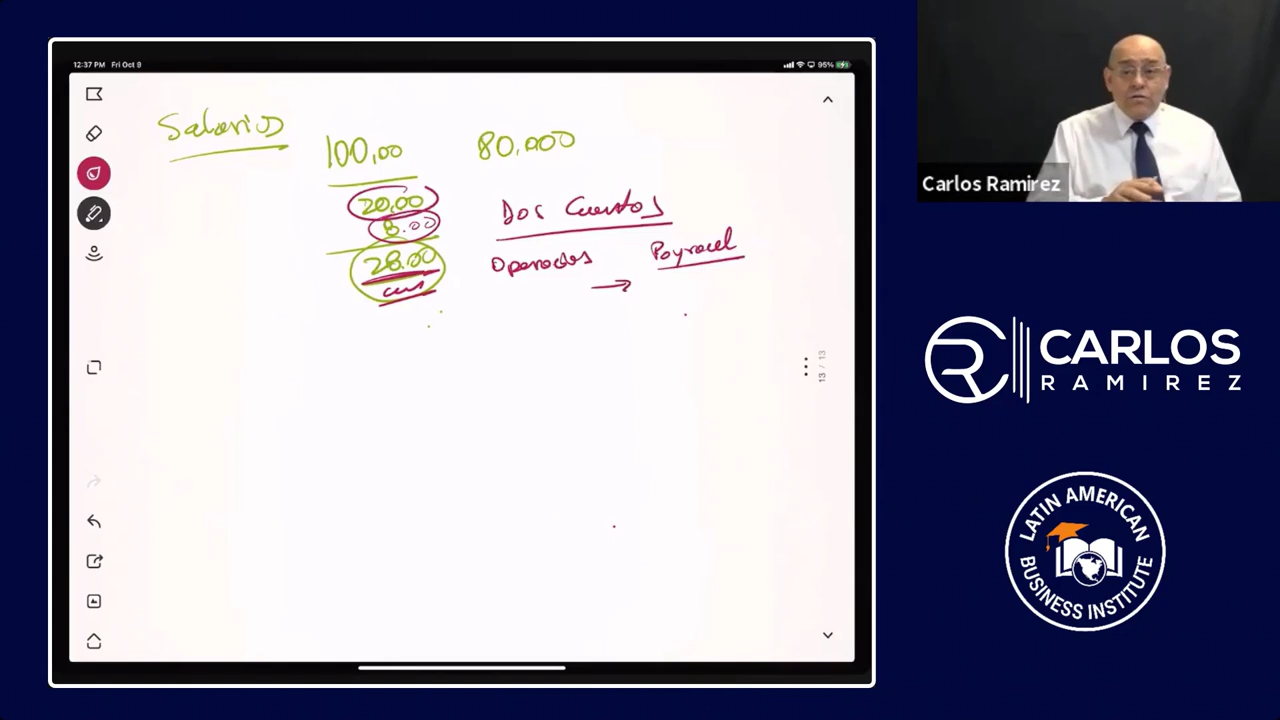 12:37 PM Fri Oct 9
95%
Salarios
100,00 80,000
20,00
8.00
28.00
Dos Cuentas
Operaciones Payroll
13 / 13
Carlos Ramirez
CARLOS
RAMIREZ
LATIN AMERICAN
BUSINESS INSTITUTE